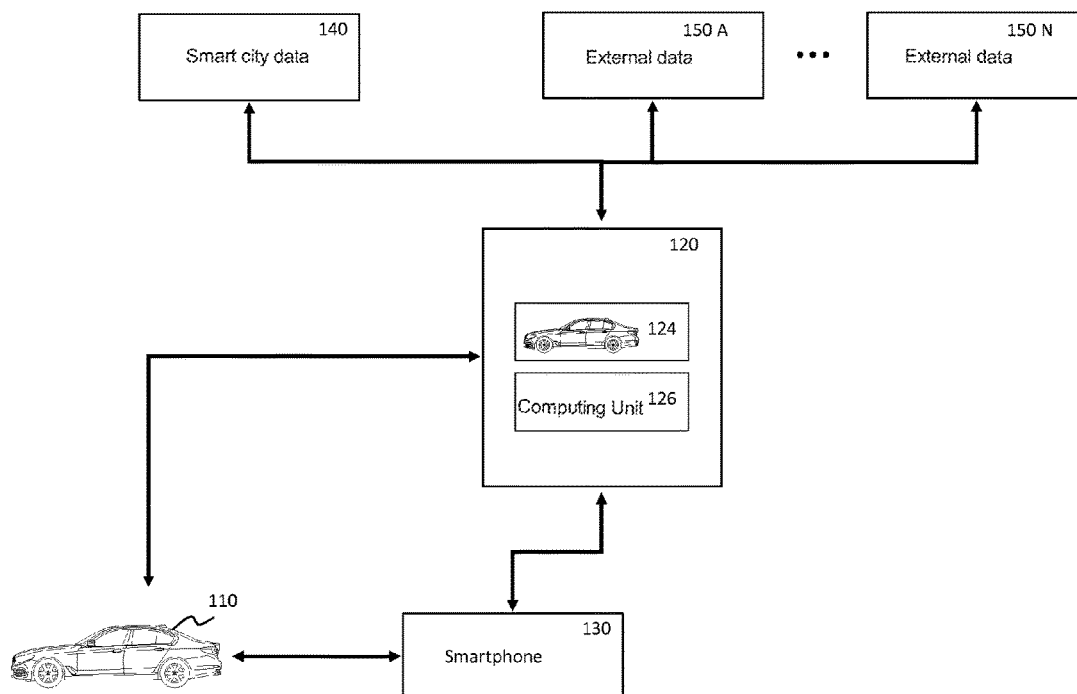 140
Smart city data
150 A
External data
•••
150 N
External data
120
124
Computing Unit 126
110
130
Smartphone